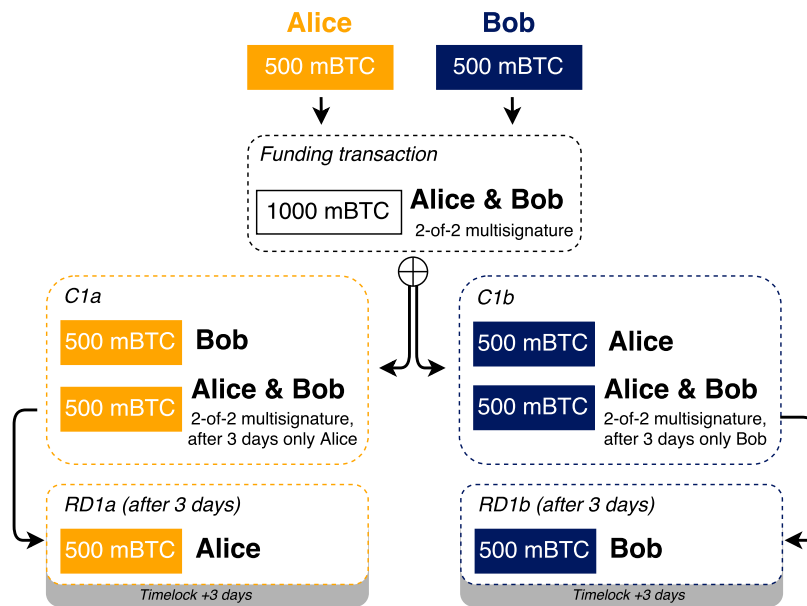 Alice
Bob
500 mBTC
500 mBTC
Funding transaction
1000 mBTC
Alice & Bob
2-of-2 multisignature
C1a
500 mBTC
Bob
500 mBTC
Alice & Bob
2-of-2 multisignature,
after 3 days only Alice
C1b
500 mBTC
Alice
500 mBTC
Alice & Bob
2-of-2 multisignature,
after 3 days only Bob
RD1a (after 3 days)
500 mBTC
Alice
Timelock +3 days
RD1b (after 3 days)
500 mBTC
Bob
Timelock +3 days